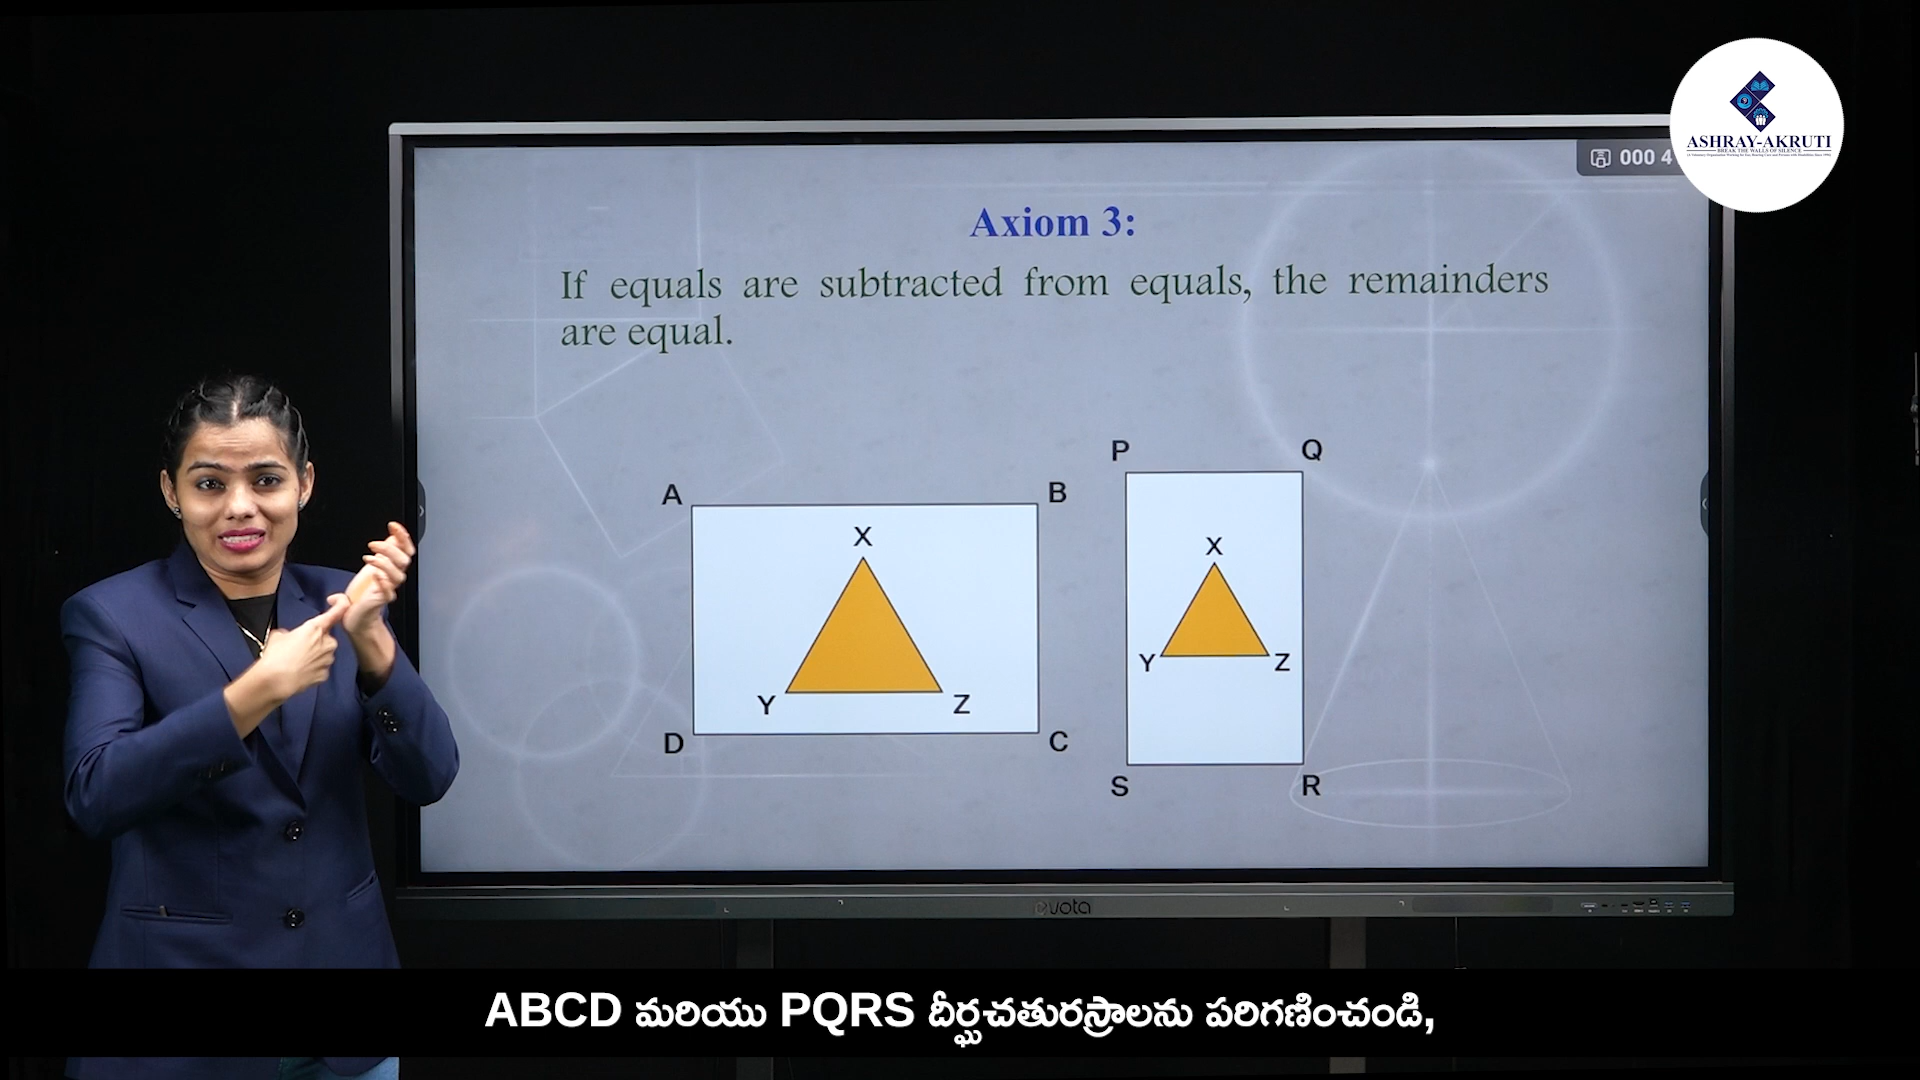 ASHRAY-AKRUTI
BREAK THE WALLS OF SILENCE
000 4
Axiom 3:
If equals are subtracted from equals, the remainders
are equal.
P Q
A B
X X
Y Z
Y Z
D C
S R
vota
ABCD మరియు PQRS దీర్ఘచతురస్రాలను పరిగణించండి,